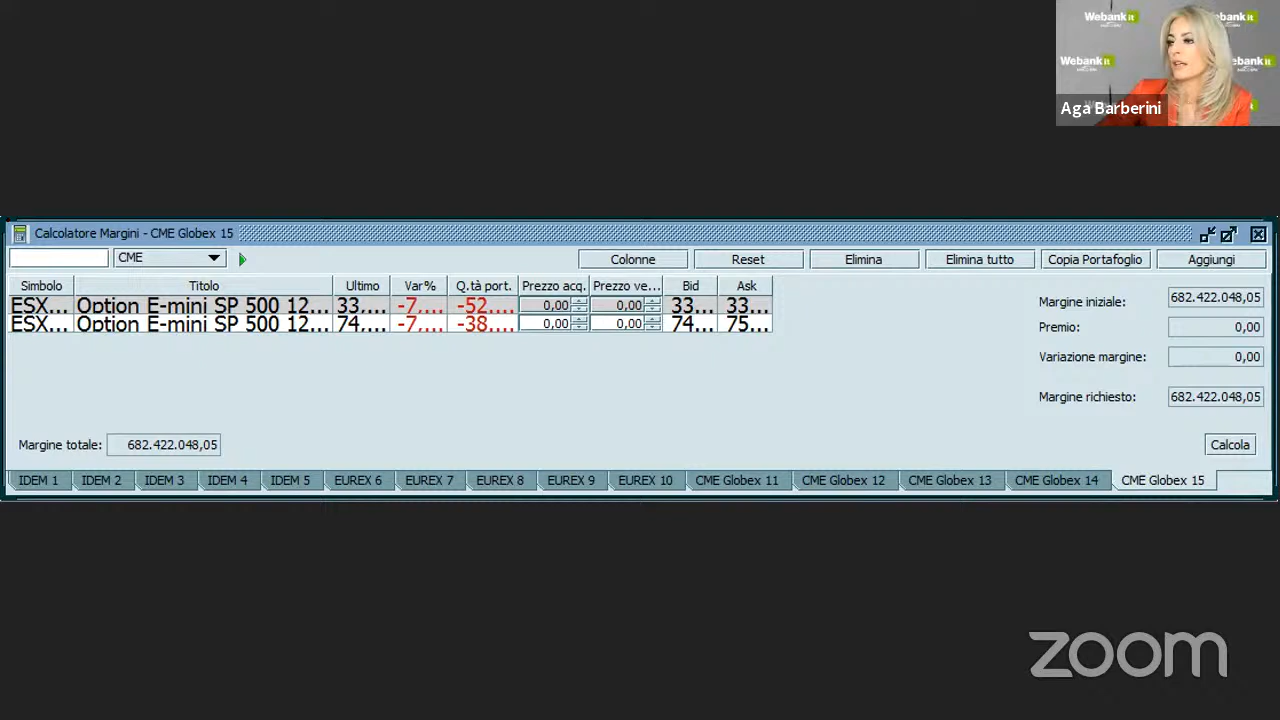 Webank.it
Webank.it
Aga Barberini
Calcolatore Margini - CME Globex 15
CME
Colonne Reset Elimina Elimina tutto Copia Portafoglio Aggiungi
Simbolo Titolo Ultimo Var% Q.tà port. Prezzo acq. Prezzo ve... Bid Ask
ESX... Option E-mini SP 500 12... 33.... -7.... -52.... 0,00 0,00 33... 33...
ESX... Option E-mini SP 500 12... 74.... -7.... -38.... 0,00 0,00 74... 75...
Margine iniziale: 682.422.048,05
Premio: 0,00
Variazione margine: 0,00
Margine richiesto: 682.422.048,05
Margine totale: 682.422.048,05
Calcola
IDEM 1 IDEM 2 IDEM 3 IDEM 4 IDEM 5 EUREX 6 EUREX 7 EUREX 8 EUREX 9 EUREX 10 CME Globex 11 CME Globex 12 CME Globex 13 CME Globex 14 CME Globex 15
zoom